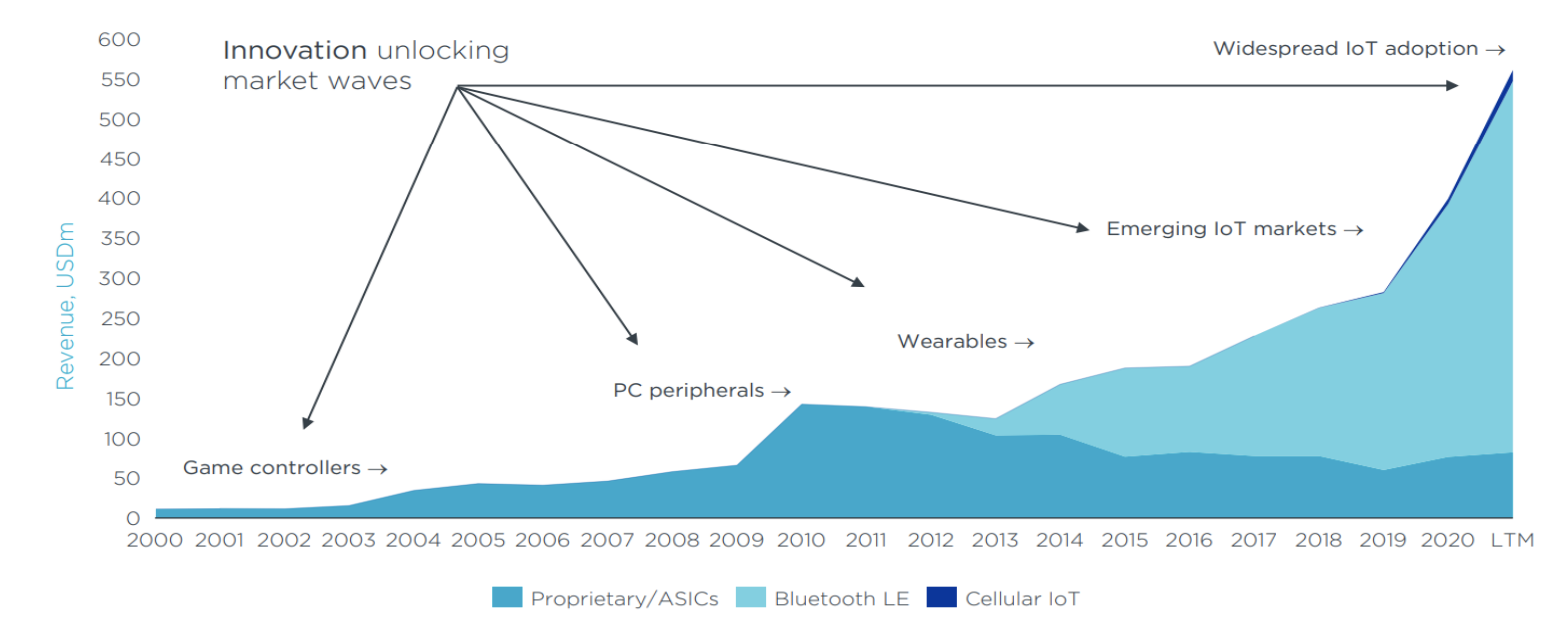 Innovation unlocking
market waves
Widespread IoT adoption →
Emerging IoT markets →
Wearables →
PC peripherals →
Game controllers →
Revenue, USDm
600
550
500
450
400
350
300
250
200
150
100
50
0
2000 2001 2002 2003 2004 2005 2006 2007 2008 2009 2010 2011 2012 2013 2014 2015 2016 2017 2018 2019 2020 LTM
Proprietary/ASICs Bluetooth LE Cellular IoT